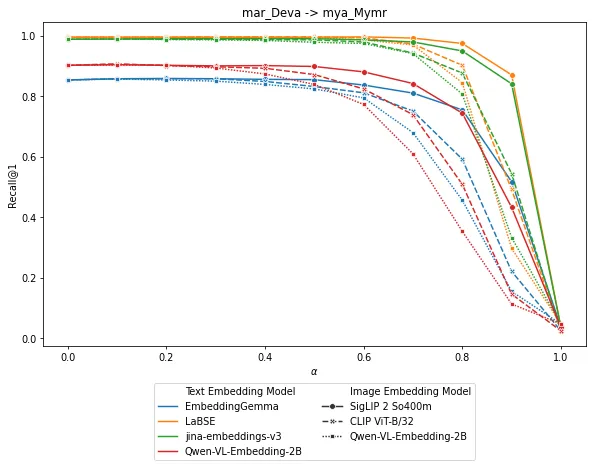 mar_Deva -> mya_Mymr
1.0
0.8
0.6
0.4
0.2
0.0
Recall@1
0.0 0.2 0.4 0.6 0.8 1.0
α
Text Embedding Model
EmbeddingGemma
LaBSE
jina-embeddings-v3
Qwen-VL-Embedding-2B
Image Embedding Model
SigLIP 2 So400m
CLIP ViT-B/32
Qwen-VL-Embedding-2B